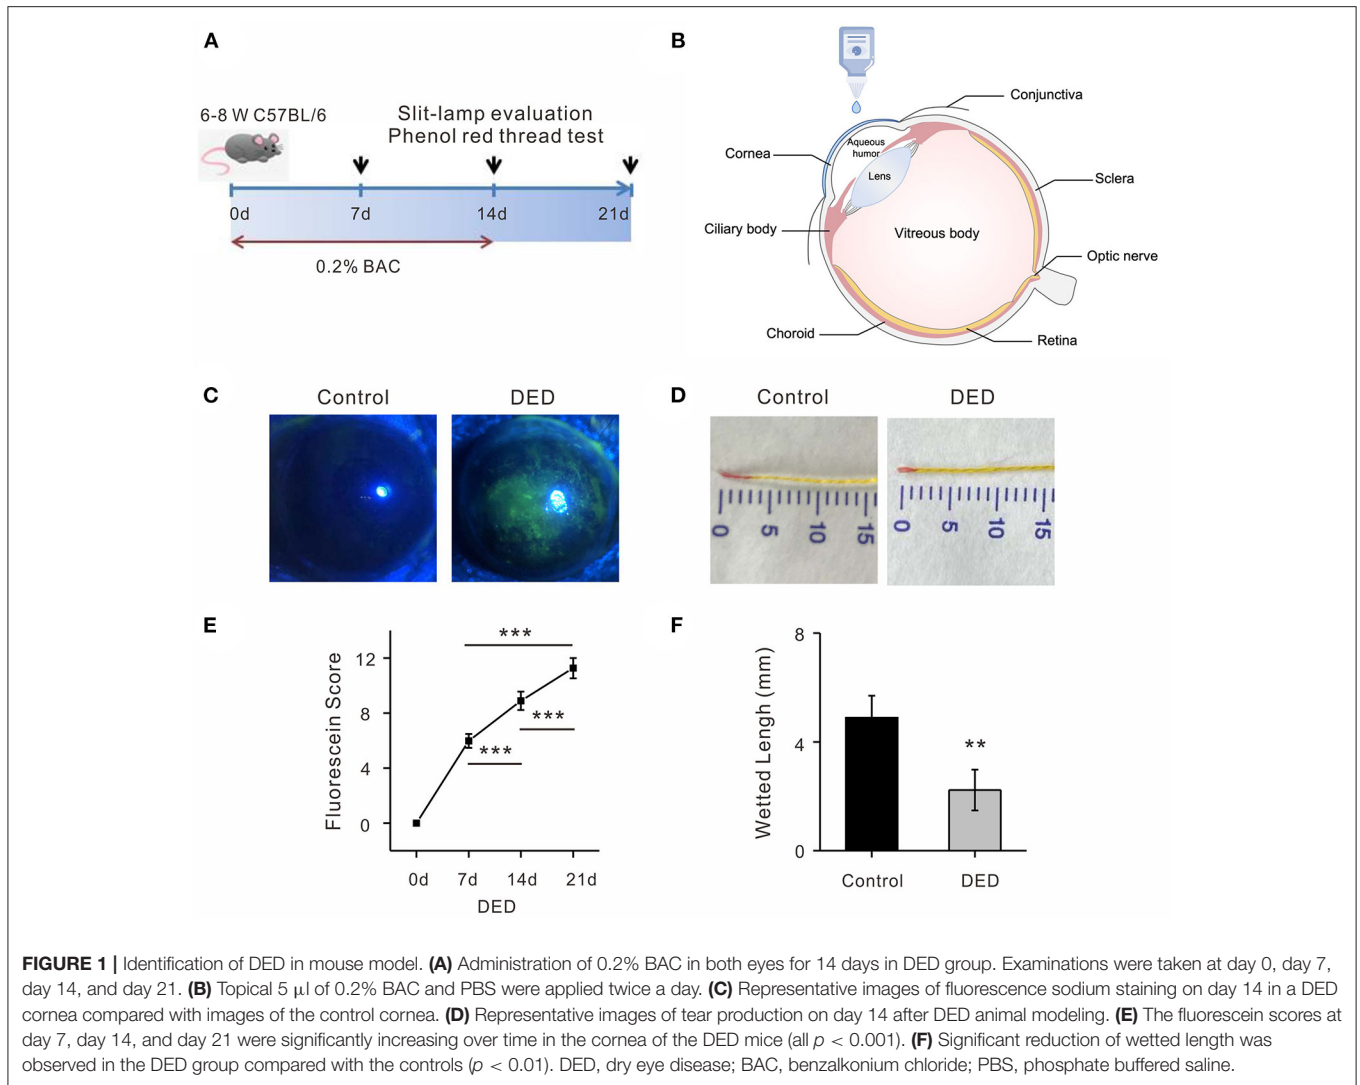 A
6-8 W C57BL/6
Slit-lamp evaluation
Phenol red thread test
0d 7d 14d 21d
0.2% BAC
B
Conjunctiva
Cornea
Aqueous
humor
Lens
Sclera
Ciliary body
Vitreous body
Optic nerve
Choroid
Retina
C
Control DED
D
Control DED
0 5 10 15
0 5 10 15
E
Fluorescein Score
12
8
4
0
***
***
***
0d 7d 14d 21d
DED
F
Wetted Lengh (mm)
8
4
0
**
Control DED
FIGURE 1 | Identification of DED in mouse model. (A) Administration of 0.2% BAC in both eyes for 14 days in DED group. Examinations were taken at day 0, day 7,
day 14, and day 21. (B) Topical 5 μl of 0.2% BAC and PBS were applied twice a day. (C) Representative images of fluorescence sodium staining on day 14 in a DED
cornea compared with images of the control cornea. (D) Representative images of tear production on day 14 after DED animal modeling. (E) The fluorescein scores at
day 7, day 14, and day 21 were significantly increasing over time in the cornea of the DED mice (all p < 0.001). (F) Significant reduction of wetted length was
observed in the DED group compared with the controls (p < 0.01). DED, dry eye disease; BAC, benzalkonium chloride; PBS, phosphate buffered saline.